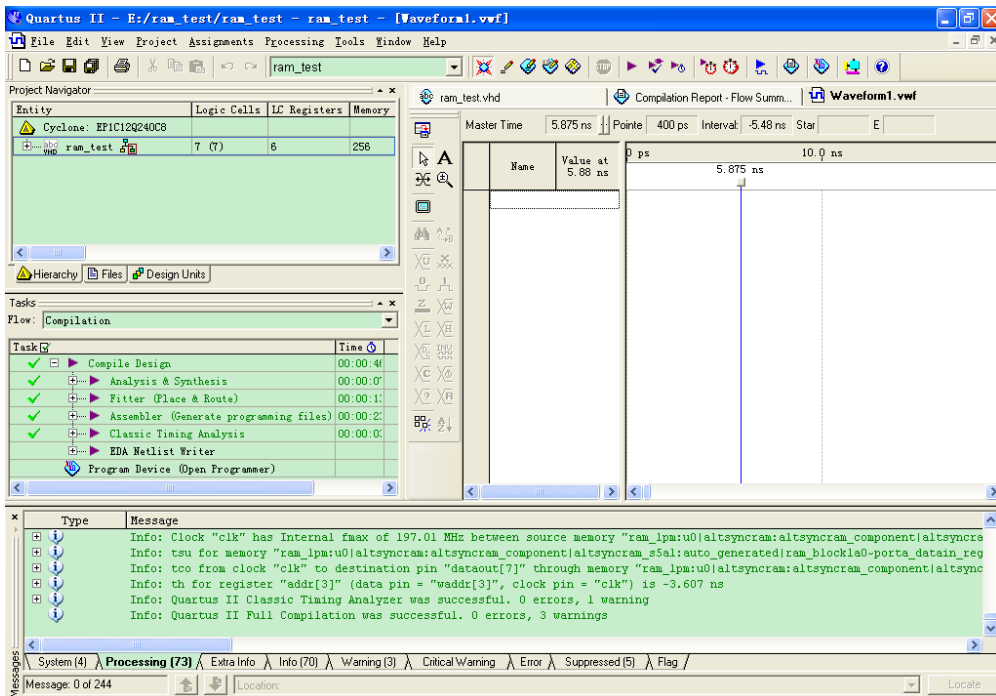 Quartus II - E:/ram_test/ram_test - ram_test - [Waveform1.vwf]
File Edit View Project Assignments Processing Tools Window Help
ram_test
Project Navigator
Entity Logic Cells LC Registers Memory
Cyclone: EP1C12Q240C8
ram_test 7 (7) 6 256
Hierarchy Files Design Units
Tasks
Flow: Compilation
Task Time
Compile Design 00:00:48
Analysis & Synthesis 00:00:0
Fitter (Place & Route) 00:00:1
Assembler (Generate programming files) 00:00:2
Classic Timing Analysis 00:00:0
EDA Netlist Writer
Program Device (Open Programmer)
ram_test.vhd Compilation Report - Flow Summ... Waveform1.vwf
Master Time 5.875 ns Pointe 400 ps Interval: -5.48 ns Star E
Name Value at 5.88 ns
0 ps 10.0 ns
5.875 ns
Type Message
Info: Clock "clk" has Internal fmax of 197.01 MHz between source memory "ram_lpm:u0|altsyncram:altsyncram_component|altsyncra
Info: tsu for memory "ram_lpm:u0|altsyncram:altsyncram_component|altsyncram_s5a1:auto_generated|ram_block1a0~porta_datain_reg
Info: tco from clock "clk" to destination pin "dataout[7]" through memory "ram_lpm:u0|altsyncram:altsyncram_component|altsync
Info: th for register "addr[3]" (data pin = "waddr[3]", clock pin = "clk") is -3.607 ns
Info: Quartus II Classic Timing Analyzer was successful. 0 errors, 1 warning
Info: Quartus II Full Compilation was successful. 0 errors, 3 warnings
System (4) Processing (73) Extra Info Info (70) Warning (3) Critical Warning Error Suppressed (5) Flag
Messages
Message: 0 of 244 Location: Locate